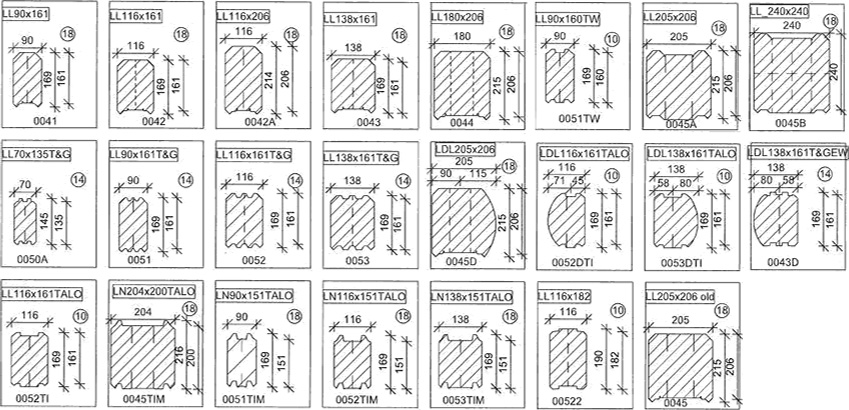 LL90x161
90
18
169
161
0041
LL116x161
116
18
169
161
0042
LL116x206
116
18
214
206
0042A
LL138x161
138
18
169
161
0043
LL180x206
180
18
215
206
0044
LL90x160TW
90
10
169
160
0051TW
LL205x206
205
18
215
206
0045A
LL_240x240
240
18
240
240
0045B
LL70x135T&G
70
14
145
135
0050A
LL90x161T&G
90
14
169
161
0051
LL116x161T&G
116
14
169
161
0052
LL138x161T&G
138
14
169
161
0053
LDL205x206
205
18
90 115
215
206
0045D
LDL116x161TALO
116
10
71 45
169
161
0052DTI
LDL138x161TALO
138
10
58 80
169
161
0053DTI
LDL138x161T&GEW
138
14
80 58
169
161
0043D
LL116x161TALO
116
10
169
161
0052TI
LN204x200TALO
204
18
216
200
0045TIM
LN90x151TALO
90
18
169
151
0051TIM
LN116x151TALO
116
18
169
151
0052TIM
LN138x151TALO
138
18
169
151
0053TIM
LL116x182
116
10
190
182
00522
LL205x206 old
205
18
215
206
0045